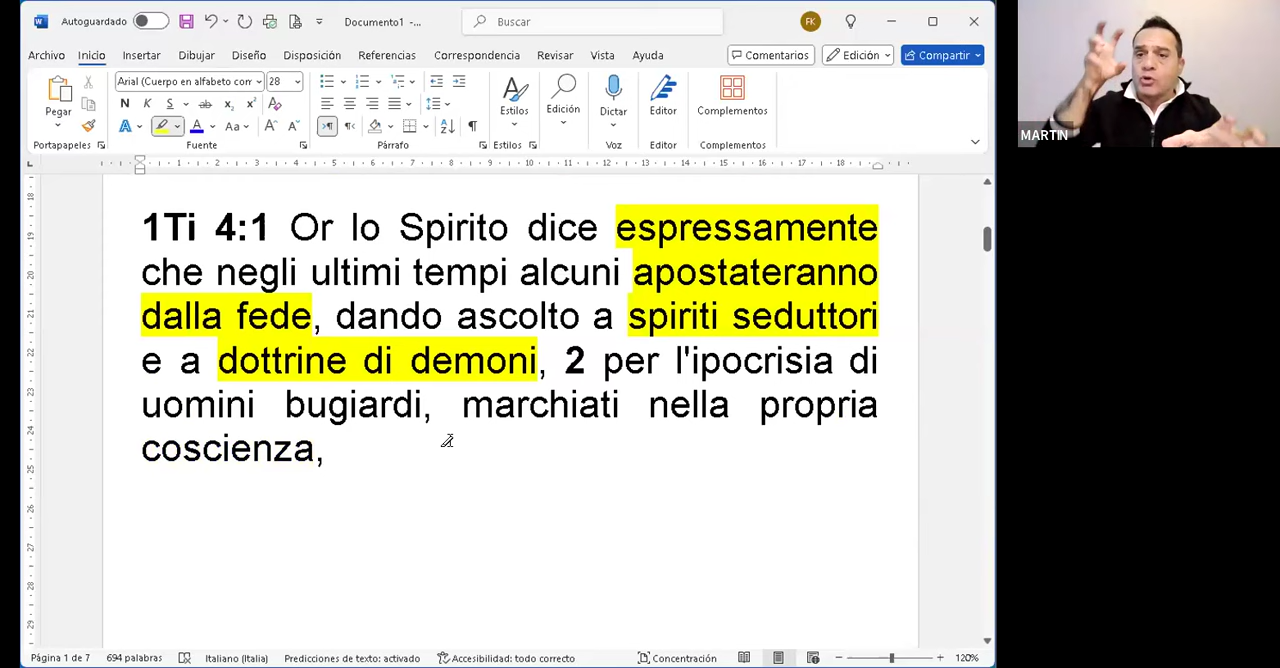 Autoguardado
Documento1 -...
Buscar
FK
Archivo Inicio Insertar Dibujar Diseño Disposición Referencias Correspondencia Revisar Vista Ayuda
Comentarios Edición Compartir
Pegar
Arial (Cuerpo en alfabeto com 28
N K S ab x₂ x²
A A Aa A A
Estilos Edición Dictar Editor Complementos
Portapapeles Fuente Párrafo Estilos Voz Editor Complementos
MARTIN
1Ti 4:1 Or lo Spirito dice espressamente
che negli ultimi tempi alcuni apostateranno
dalla fede, dando ascolto a spiriti seduttori
e a dottrine di demoni, 2 per l'ipocrisia di
uomini bugiardi, marchiati nella propria
coscienza,
Página 1 de 7 694 palabras Italiano (Italia) Predicciones de texto: activado Accesibilidad: todo correcto Concentración 120%